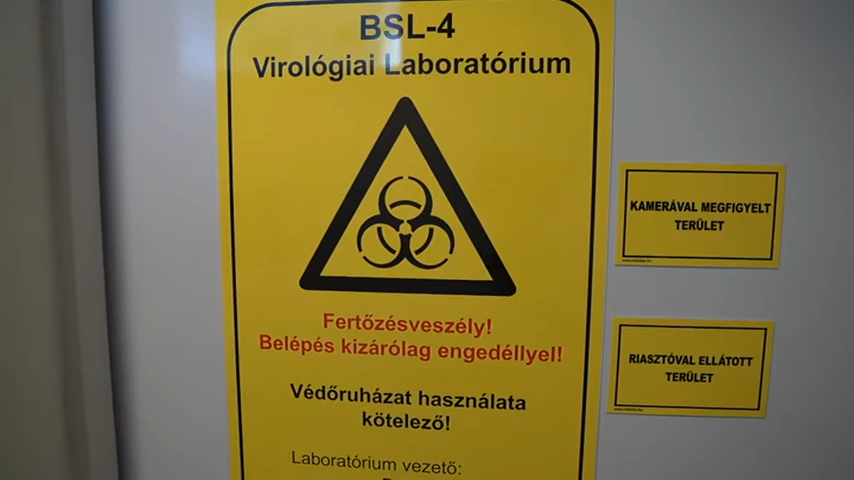 BSL-4
Virológiai Laboratórium
Fertőzésveszély!
Belépés kizárólag engedéllyel!
Védőruházat használata
kötelező!
Laboratórium vezető:
KAMERÁVAL MEGFIGYELT
TERÜLET
RIASZTÓVAL ELLÁTOTT
TERÜLET